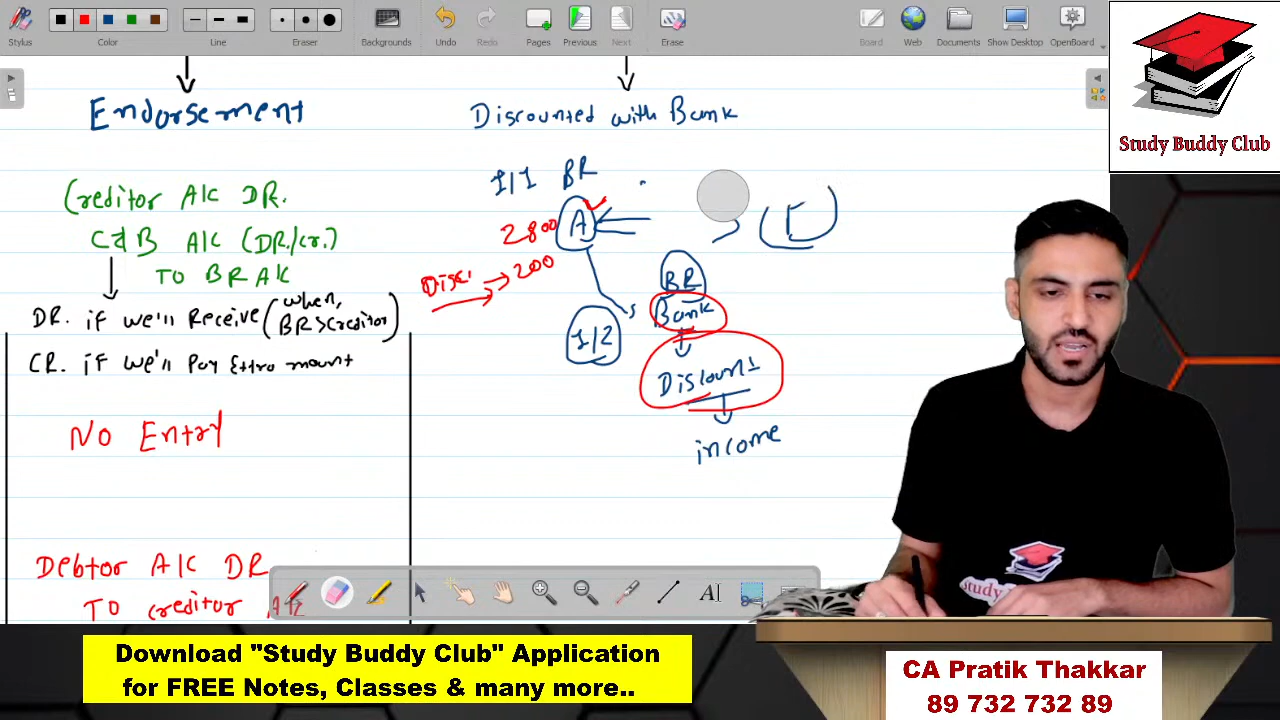 Stylus
Color
Line
Eraser
Backgrounds
Undo
Redo
Pages
Previous
Next
Erase
Board
Web
Documents
Show Desktop
OpenBoard
Study Buddy Club
Endorsement
Creditor A/C DR.
C&B A/C (DR./Cr.)
TO BR A/C
DR. if we'll Receive (when, BR>Creditor)
CR. if we'll Pay Extra mount
NO Entry
Debtor A/C DR
TO creditor A/C
Discounted with Bank
1/1 BR
2800 A
Disc. 200
BR
Bank
1/2
Discount
income
Study
Download "Study Buddy Club" Application
for FREE Notes, Classes & many more..
CA Pratik Thakkar
89 732 732 89